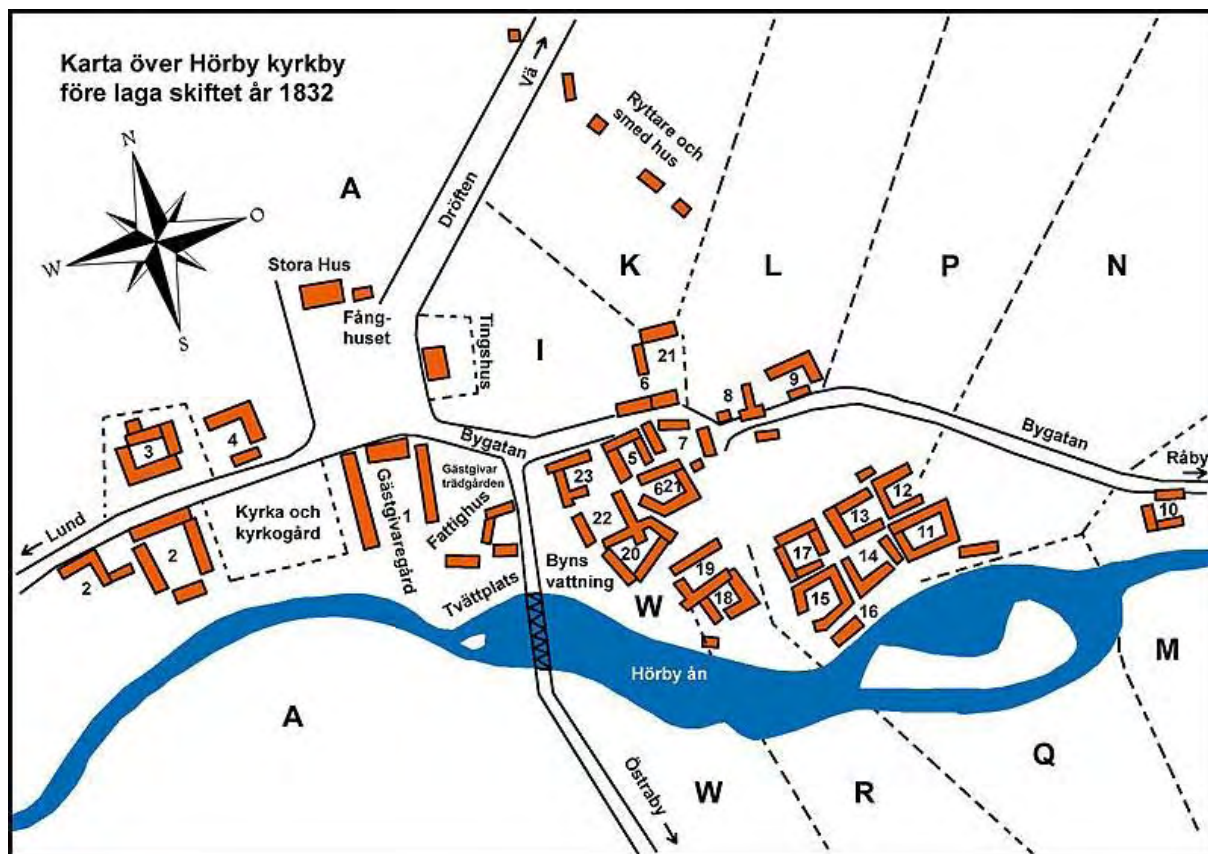 Karta över Hörby kyrkby
före laga skiftet år 1832
N
O
W
S
A
Vä
Dröften
Ryttare och
smed hus
Stora Hus
Fång-
huset
Tingshus
I
K
L
P
N
21
6
8
9
7
Bygatan
Bygatan
Råby
10
3
4
Lund
2
2
Kyrka och
kyrkogård
Gästgivaregård
1
Gästgivar
trädgården
Fattighus
Tvättplats
Byns
vattning
23
5
6
21
22
20
19
18
W
17
13
12
11
14
15
16
Hörby ån
A
Östraby
W
R
Q
M